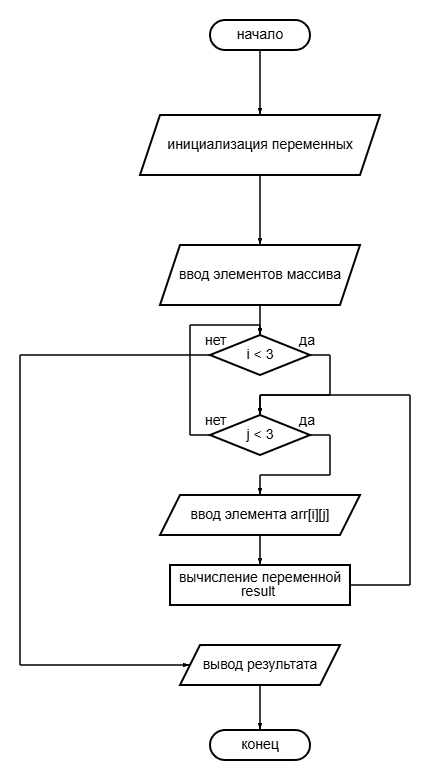 начало
инициализация переменных
ввод элементов массива
нет
да
i < 3
нет
да
j < 3
ввод элемента arr[i][j]
вычисление переменной
result
вывод результата
конец